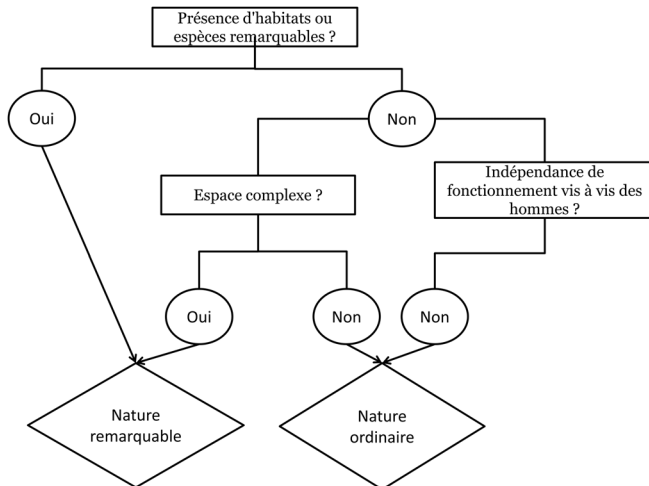 Présence d'habitats ou
espèces remarquables ?
Oui
Non
Espace complexe ?
Indépendance de
fonctionnement vis à vis des
hommes ?
Oui
Non
Non
Nature
remarquable
Nature
ordinaire